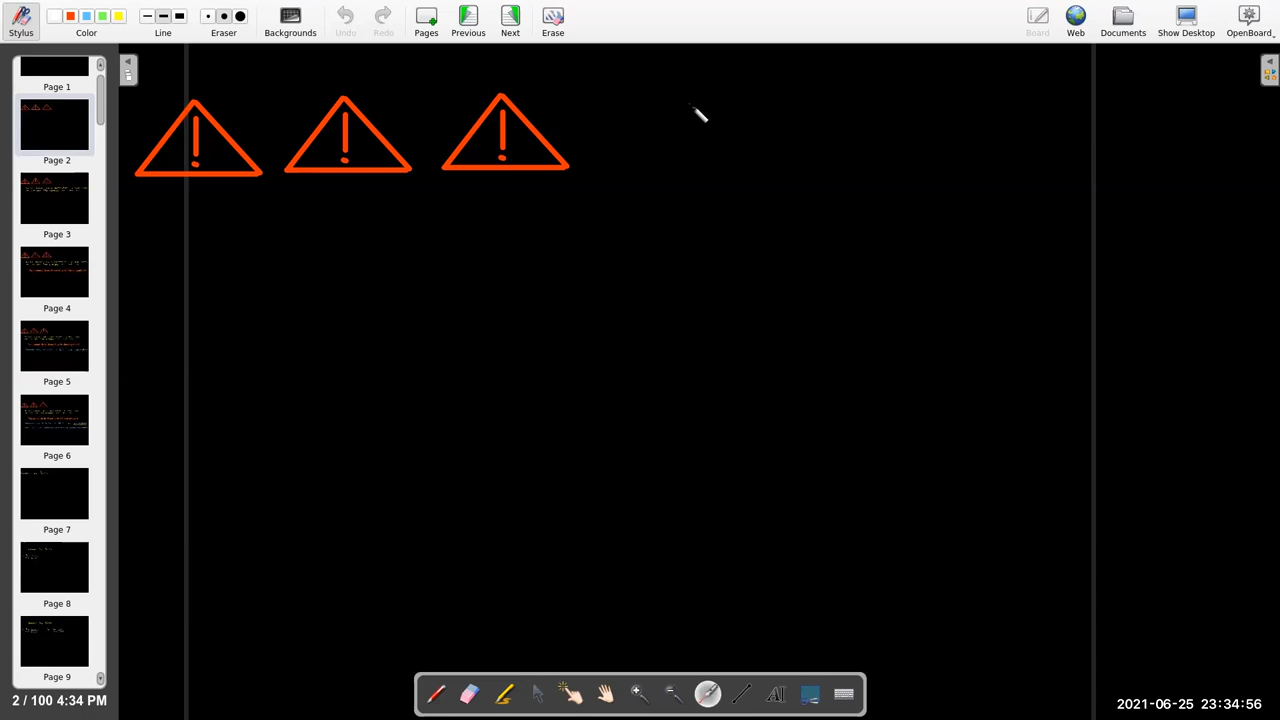 Stylus Color Line Eraser Backgrounds Undo Redo Pages Previous Next Erase Board Web Documents Show Desktop OpenBoard
Page 1
Page 2
Page 3
Page 4
Page 5
Page 6
Page 7
Page 8
Page 9
! ! !
2 / 100 4:34 PM
AI
2021-06-25 23:34:56